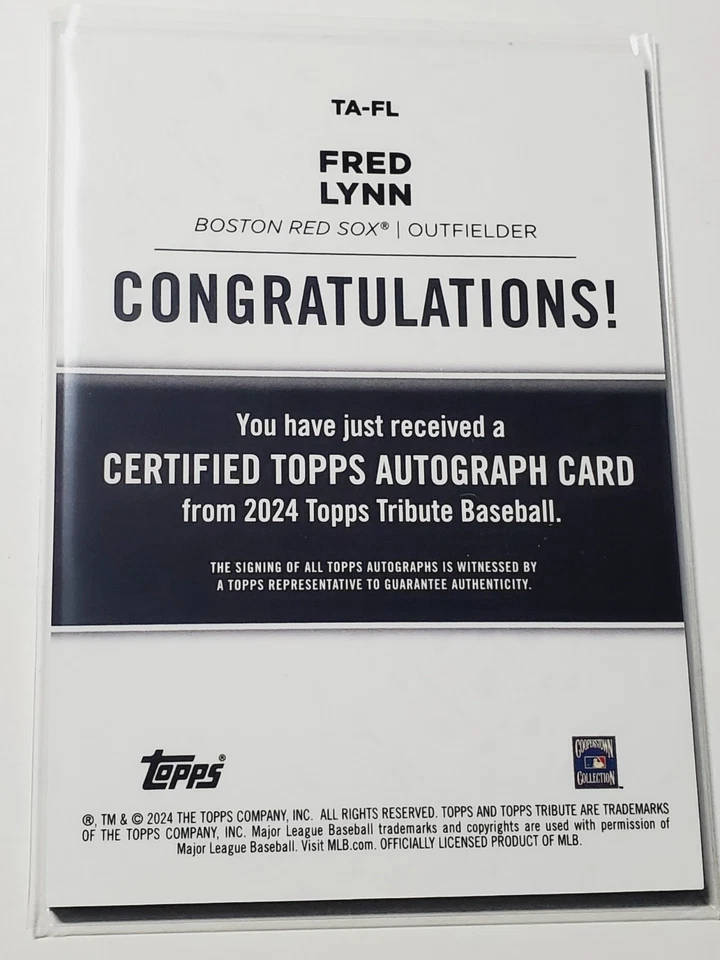 TA-FL
FRED
LYNN
BOSTON RED SOX® | OUTFIELDER
CONGRATULATIONS!
You have just received a
CERTIFIED TOPPS AUTOGRAPH CARD
from 2024 Topps Tribute Baseball.
THE SIGNING OF ALL TOPPS AUTOGRAPHS IS WITNESSED BY
A TOPPS REPRESENTATIVE TO GUARANTEE AUTHENTICITY.
topps®
COOPERSTOWN
COLLECTION
®, TM & © 2024 THE TOPPS COMPANY, INC. ALL RIGHTS RESERVED. TOPPS AND TOPPS TRIBUTE ARE TRADEMARKS
OF THE TOPPS COMPANY, INC. Major League Baseball trademarks and copyrights are used with permission of
Major League Baseball. Visit MLB.com. OFFICIALLY LICENSED PRODUCT OF MLB.